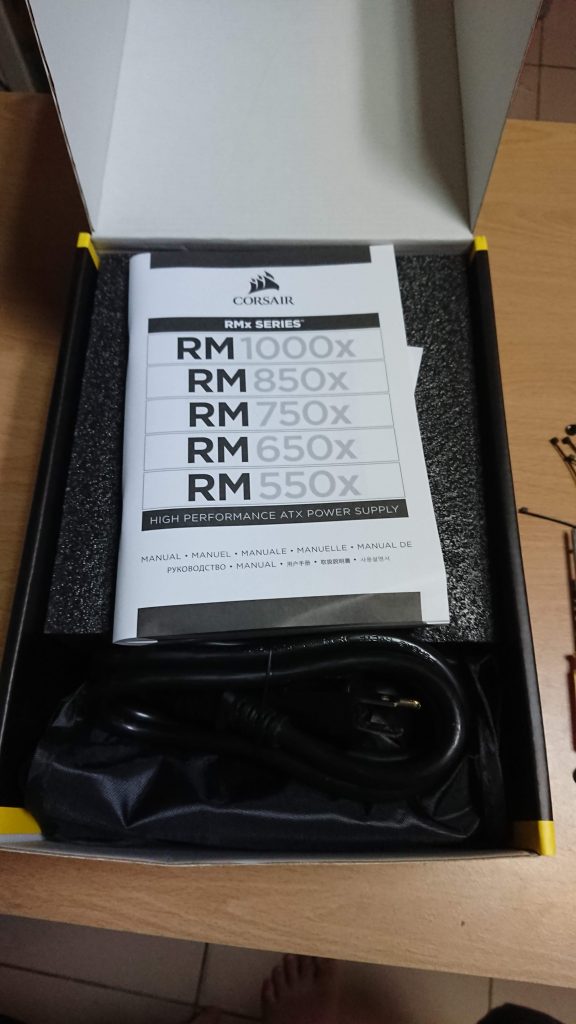 CORSAIR
RMx SERIES™
RM1000x
RM850x
RM750x
RM650x
RM550x
HIGH PERFORMANCE ATX POWER SUPPLY
MANUAL • MANUEL • MANUALE • MANUELLE • MANUAL DE
РУКОВОДСТВО • MANUAL • 用户手册 • 取扱説明書 • 사용설명서